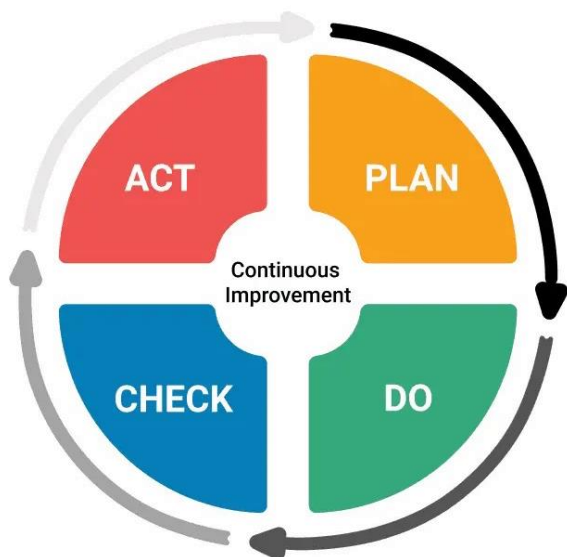 ACT
PLAN
Continuous
Improvement
CHECK
DO